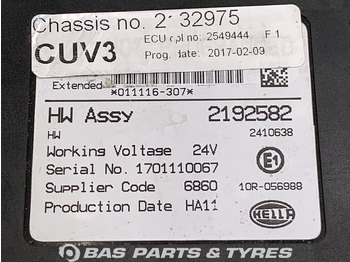 Chassis no. 2132975
CUV3
ECU cpl no: 2549444 F 1
Prog. date: 2017-02-09
Extended
*011116-307*
HW Assy 2192582
HW 2410638
Working Voltage 24V
Serial No. 1701110067
E1
Supplier Code 6860
10R-056988
Production Date HA11
HELLA
BAS PARTS & TYRES